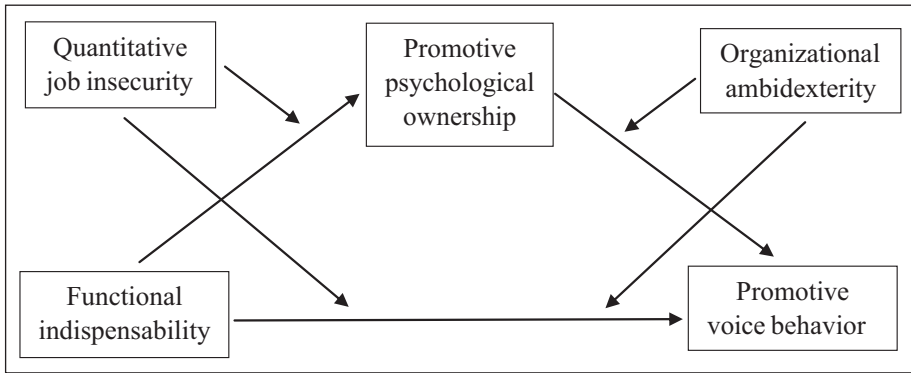 Quantitative
job insecurity
Promotive
psychological
ownership
Organizational
ambidexterity
Functional
indispensability
Promotive
voice behavior